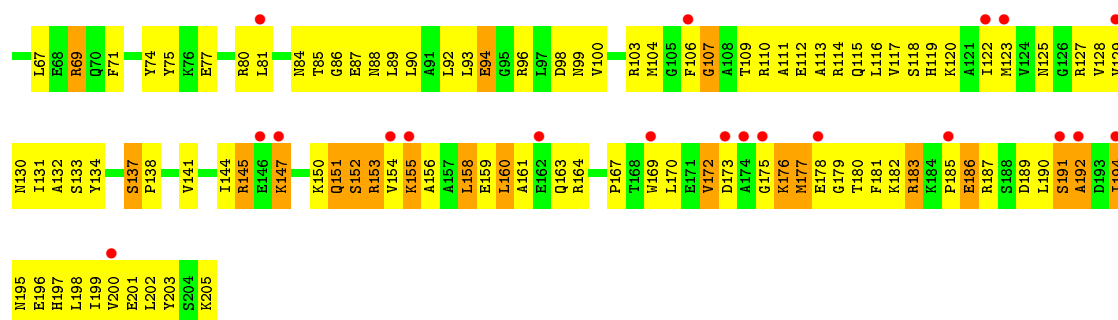 L67 E68 R69 Q70 F71 Y74 Y75 K76 E77 R80 L81 N84 T85 G86 E87 N88 L89 L90 A91 L92 L93 E94 G95 R96 L97 D98 N99 V100 R103 M104 G105 F106 G107 A108 T109 R110 A111 E112 A113 R114 Q115 L116 V117 S118 H119 K120 A121 I122 M123 V124 N125 G126 R127 V128 V129
N130 I131 A132 S133 Y134 S137 P138 V141 I144 R145 E146 K147 K150 Q151 S152 R153 V154 K155 A156 A157 L158 E159 L160 A161 E162 Q163 R164 P167 T168 W169 L170 E171 V172 D173 A174 G175 K176 M177 E178 G179 T180 F181 K182 R183 K184 P185 E186 R187 S188 D189 L190 S191 A192 D193 I194
N195 E196 H197 L198 I199 V200 E201 L202 Y203 S204 K205